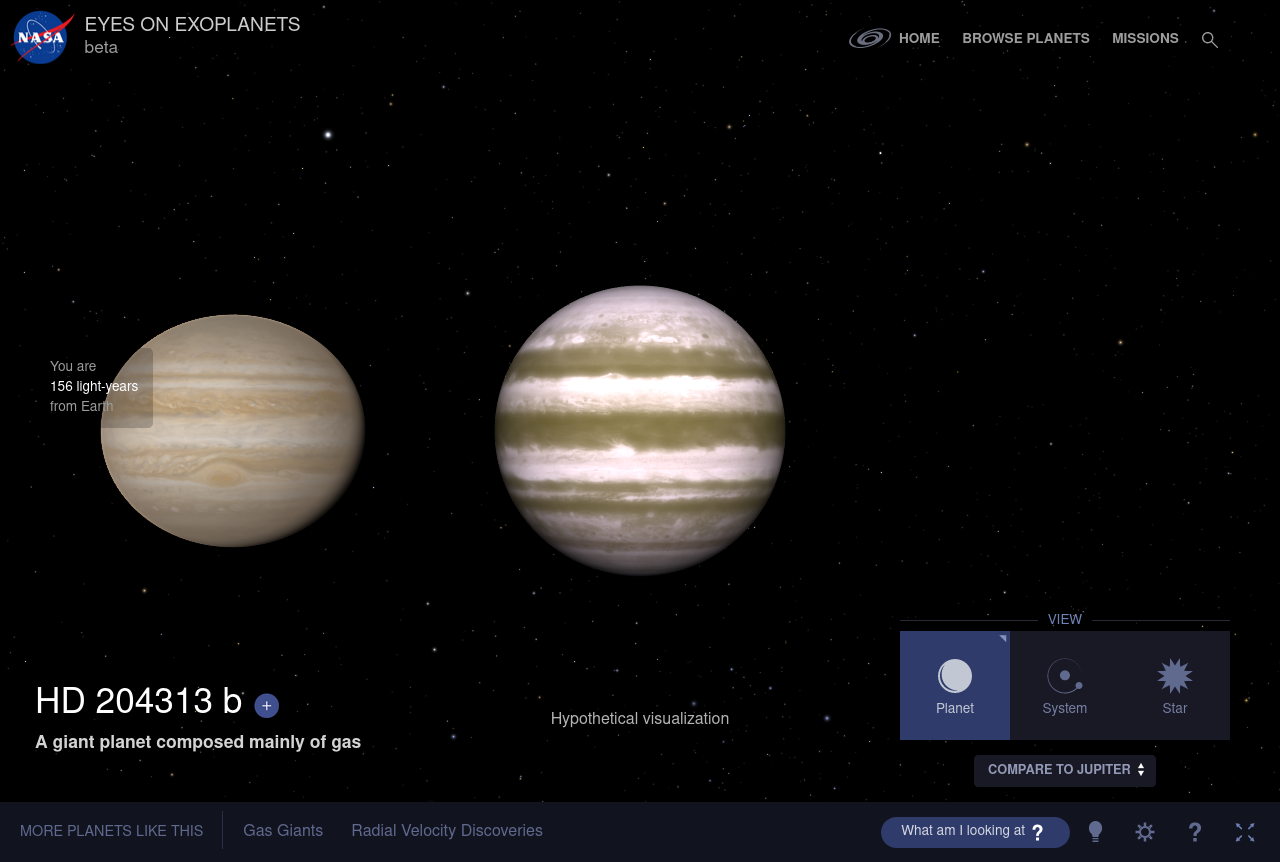 NASA
EYES ON EXOPLANETS
beta
HOME
BROWSE PLANETS
MISSIONS
You are
156 light-years
from Earth
HD 204313 b +
A giant planet composed mainly of gas
Hypothetical visualization
VIEW
Planet
System
Star
COMPARE TO JUPITER
MORE PLANETS LIKE THIS
Gas Giants
Radial Velocity Discoveries
What am I looking at ?
?